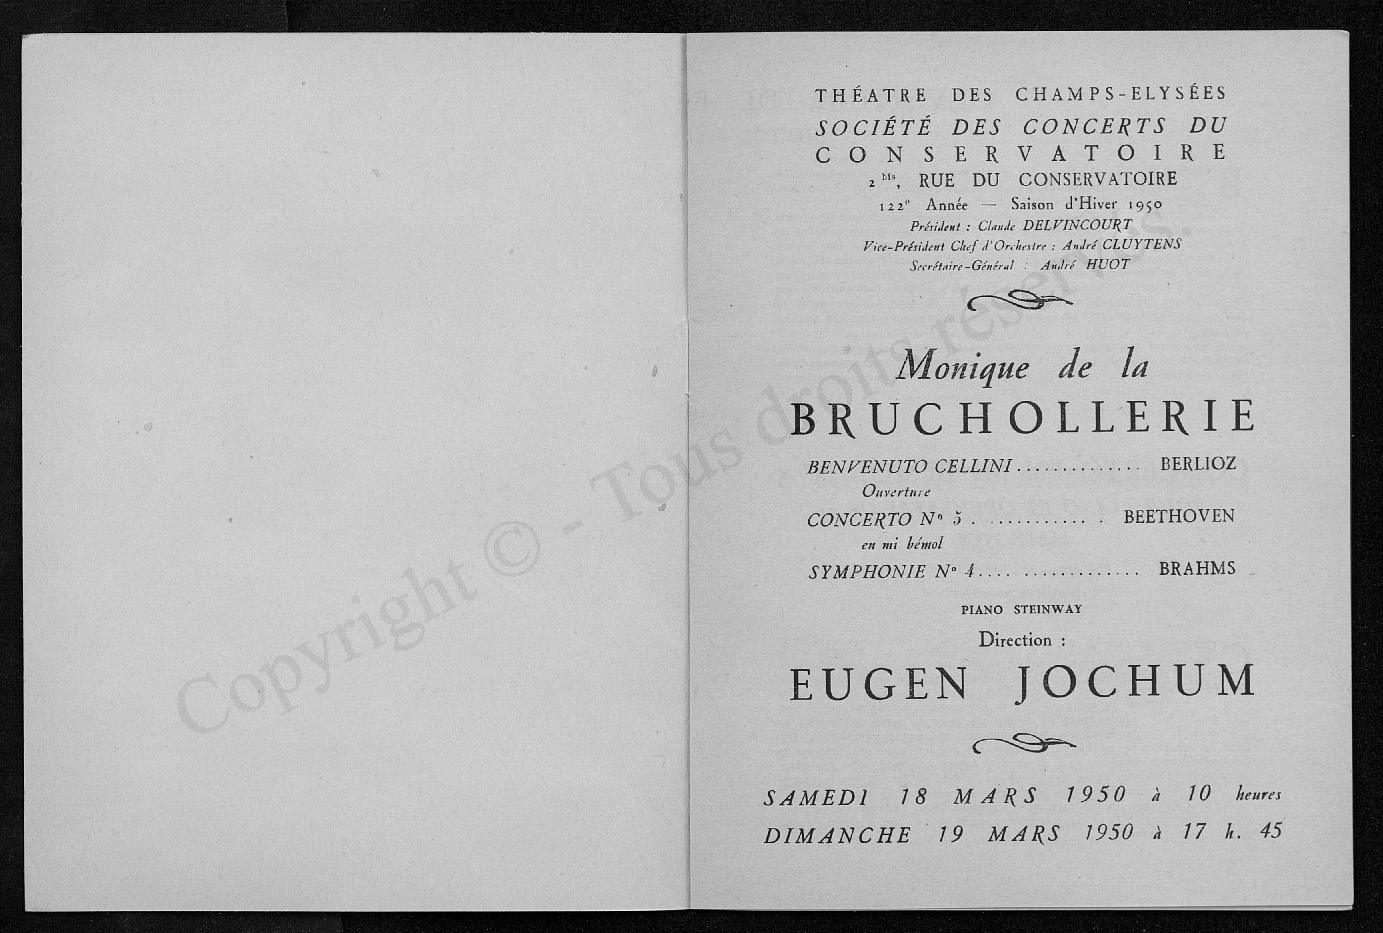 THÉATRE DES CHAMPS-ELYSÉES
SOCIÉTÉ DES CONCERTS DU
CONSERVATOIRE
2 bis, RUE DU CONSERVATOIRE
122e Année — Saison d'Hiver 1950
Président : Claude DELVINCOURT
Vice-Président Chef d'Orchestre : André CLUYTENS
Secrétaire-Général : André HUOT
Monique de la
BRUCHOLLERIE
BENVENUTO CELLINI .............. BERLIOZ
Ouverture
CONCERTO No 5 . ............ . BEETHOVEN
en mi bémol
SYMPHONIE No 4.... ............. BRAHMS
PIANO STEINWAY
Direction :
EUGEN JOCHUM
SAMEDI 18 MARS 1950 à 10 heures
DIMANCHE 19 MARS 1950 à 17 h. 45
Copyright © - Tous droits réservés.